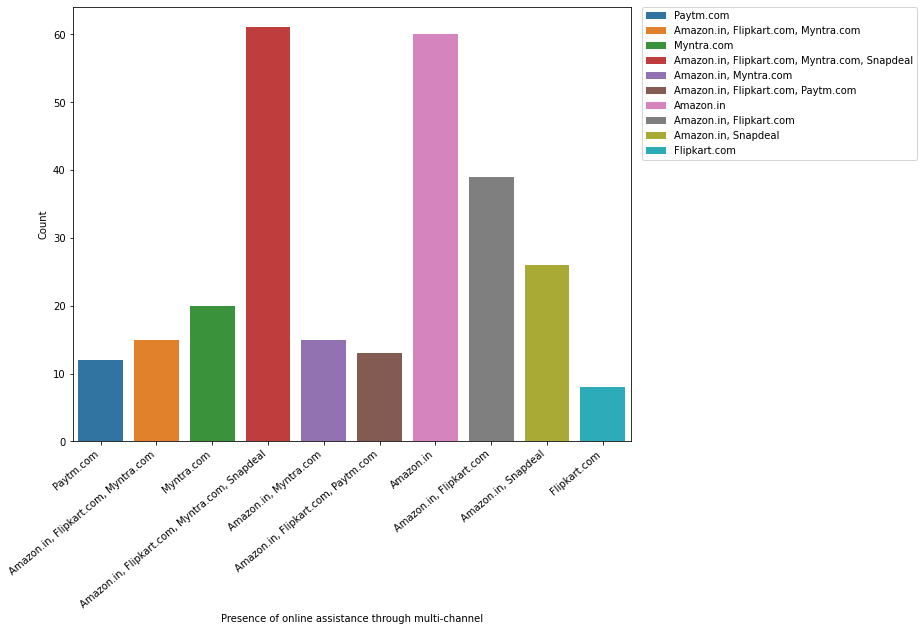 Paytm.com
Amazon.in, Flipkart.com, Myntra.com
Myntra.com
Amazon.in, Flipkart.com, Myntra.com, Snapdeal
Amazon.in, Myntra.com
Amazon.in, Flipkart.com, Paytm.com
Amazon.in
Amazon.in, Flipkart.com
Amazon.in, Snapdeal
Flipkart.com
60
50
40
30
20
10
0
Count
Paytm.com
Amazon.in, Flipkart.com, Myntra.com
Myntra.com
Amazon.in, Flipkart.com, Myntra.com, Snapdeal
Amazon.in, Myntra.com
Amazon.in, Flipkart.com, Paytm.com
Amazon.in
Amazon.in, Flipkart.com
Amazon.in, Snapdeal
Flipkart.com
Presence of online assistance through multi-channel